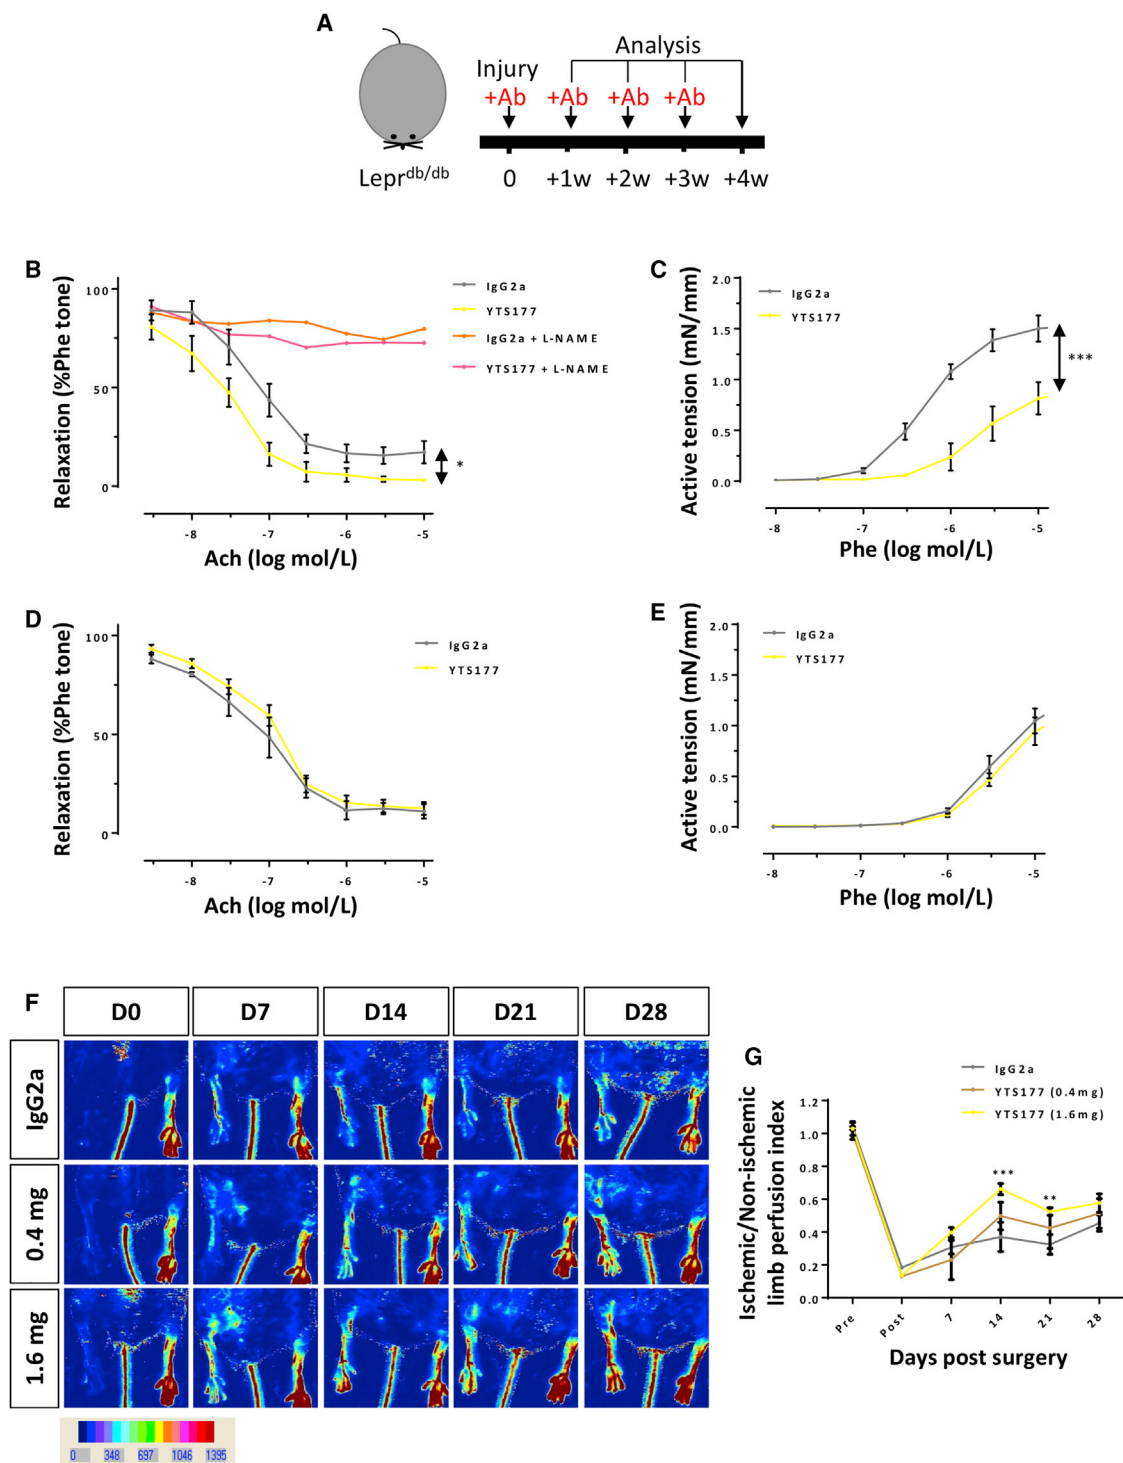 A
Analysis
Injury
+Ab +Ab +Ab +Ab
Lepr^db/db
0 +1w +2w +3w +4w
B
Relaxation (%Phe tone)
100
50
0
-8 -7 -6 -5
Ach (log mol/L)
IgG2a
YTS177
IgG2a + L-NAME
YTS177 + L-NAME
*
C
Active tension (mN/mm)
2.0
1.5
1.0
0.5
0.0
-8 -7 -6 -5
Phe (log mol/L)
IgG2a
YTS177
***
D
Relaxation (%Phe tone)
100
50
0
-8 -7 -6 -5
Ach (log mol/L)
IgG2a
YTS177
E
Active tension (mN/mm)
2.0
1.5
1.0
0.5
0.0
-8 -7 -6 -5
Phe (log mol/L)
IgG2a
YTS177
F
D0 D7 D14 D21 D28
IgG2a
0.4 mg
1.6 mg
0 348 697 1046 1395
G
IgG2a
YTS177 (0.4mg)
YTS177 (1.6mg)
Ischemic/Non-ischemic
limb perfusion index
1.2
1.0
0.8
0.6
0.4
0.2
0.0
*** **
Pre Post 7 14 21 28
Days post surgery